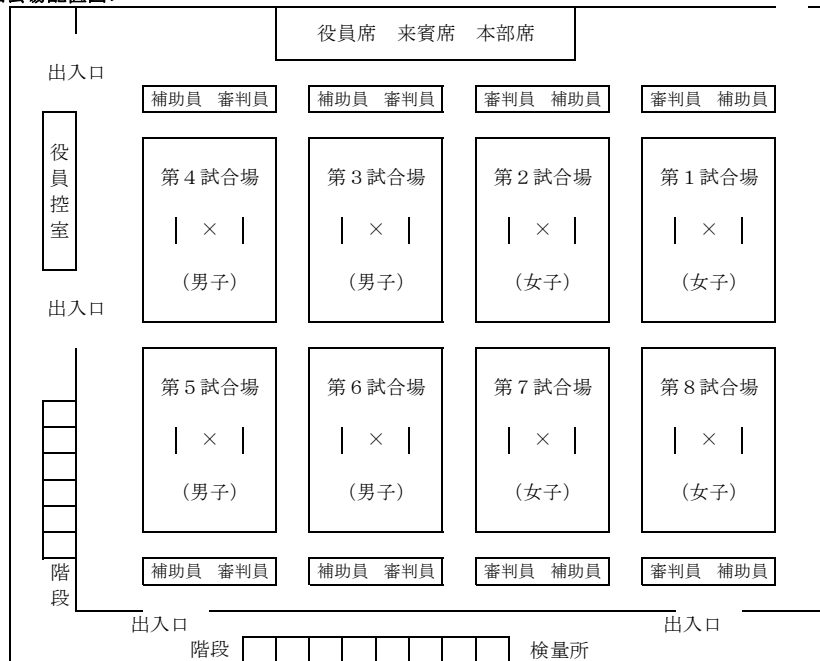 役員席　来賓席　本部席
出入口
補助員　審判員　補助員　審判員　審判員　補助員　審判員　補助員
役員控室
第４試合場　第３試合場　第２試合場　第１試合場
×　×　×　×
（男子）　（男子）　（女子）　（女子）
出入口
第５試合場　第６試合場　第７試合場　第８試合場
×　×　×　×
（男子）　（男子）　（女子）　（女子）
階段
補助員　審判員　補助員　審判員　審判員　補助員　審判員　補助員
出入口　出入口
階段　検量所